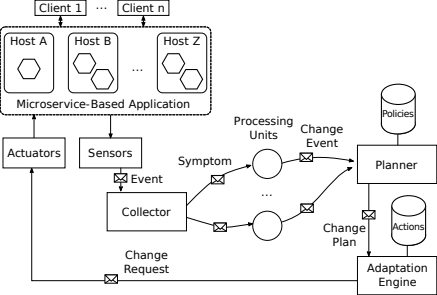 Client 1 ... Client n
Host A Host B Host Z
...
Microservice-Based Application
Processing
Units
Policies
Change
Event
Actuators Sensors
Symptom
Planner
Event
...
Collector
Actions
Change
Plan
Change
Request
Adaptation
Engine